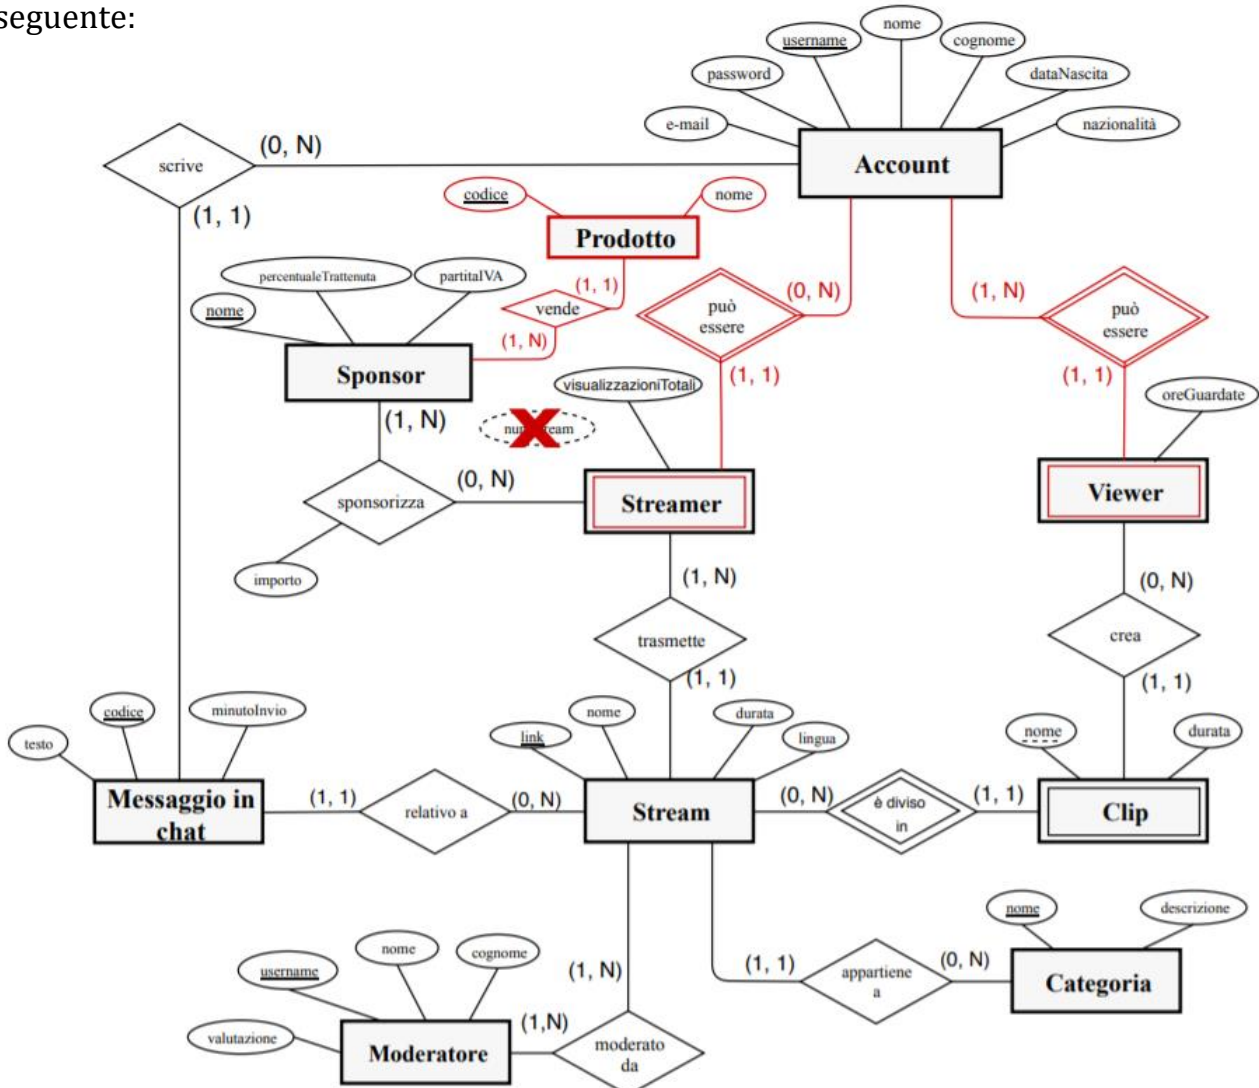 seguente:
nome
username
cognome
password
dataNascita
e-mail
nazionalità
Account
scrive
(0, N)
(1, 1)
codice
nome
Prodotto
percentualeTrattenuta
partitaIVA
nome
(1, 1)
vende
(1, N)
Sponsor
può
essere
(0, N)
(1, 1)
(1, N)
può
essere
(1, 1)
visualizzazioniTotali
oreGuardate
(1, N)
sponsorizza
(0, N)
importo
Streamer
Viewer
(1, N)
trasmette
(1, 1)
(0, N)
crea
(1, 1)
testo
codice
minutoInvio
Messaggio in
chat
(1, 1)
relativo a
(0, N)
link
nome
durata
lingua
Stream
(0, N)
è diviso
in
(1, 1)
nome
durata
Clip
username
nome
cognome
valutazione
Moderatore
(1,N)
(1, N)
moderato
da
(1, 1)
appartiene
a
(0, N)
nome
descrizione
Categoria